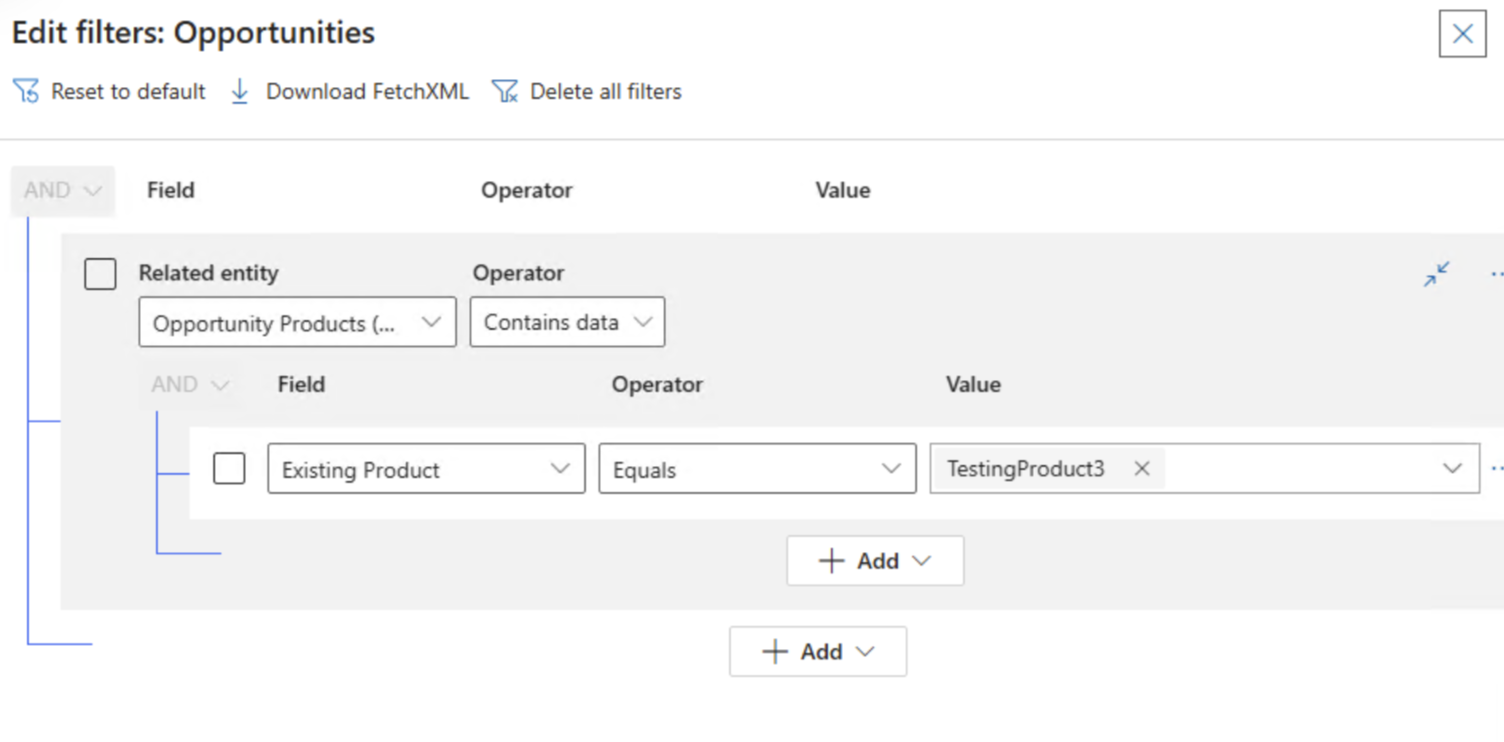 Edit filters: Opportunities
Reset to default Download FetchXML Delete all filters
AND Field Operator Value
Related entity Operator
Opportunity Products (... Contains data
AND Field Operator Value
Existing Product Equals TestingProduct3
Add
Add